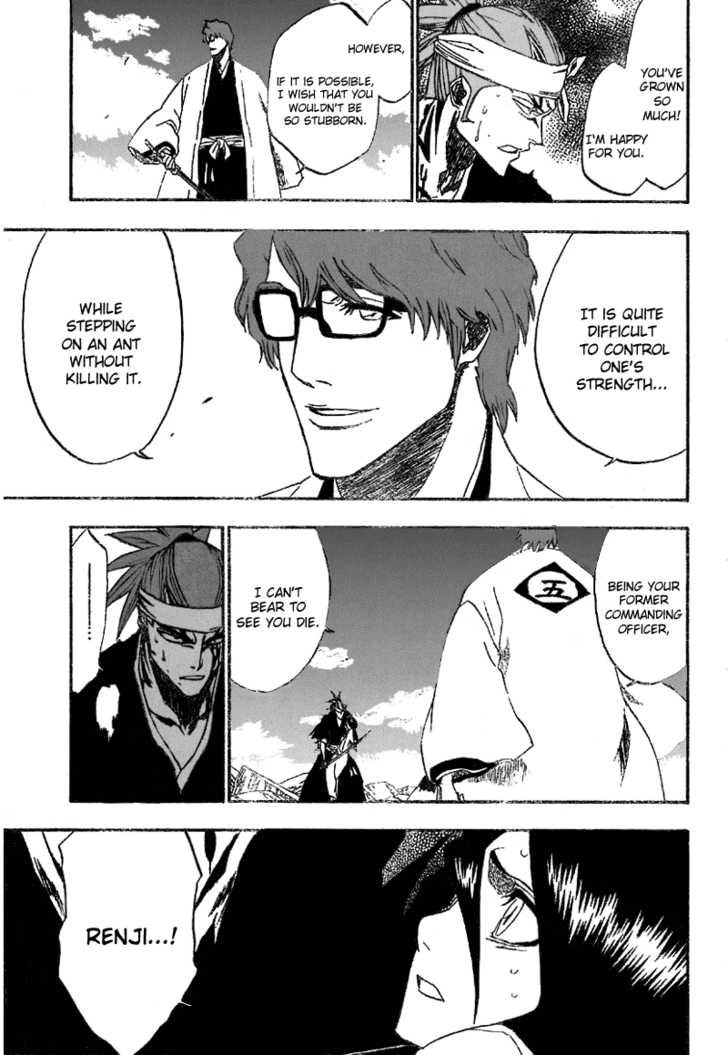 YOU'VE
GROWN
SO
MUCH!
I'M HAPPY
FOR YOU.
HOWEVER,
IF IT IS POSSIBLE,
I WISH THAT YOU
WOULDN'T BE
SO STUBBORN.
IT IS QUITE
DIFFICULT
TO CONTROL
ONE'S
STRENGTH...
WHILE
STEPPING
ON AN ANT
WITHOUT
KILLING IT.
BEING YOUR
FORMER
COMMANDING
OFFICER,
五
I CAN'T
BEAR TO
SEE YOU DIE.
......
RENJI...!